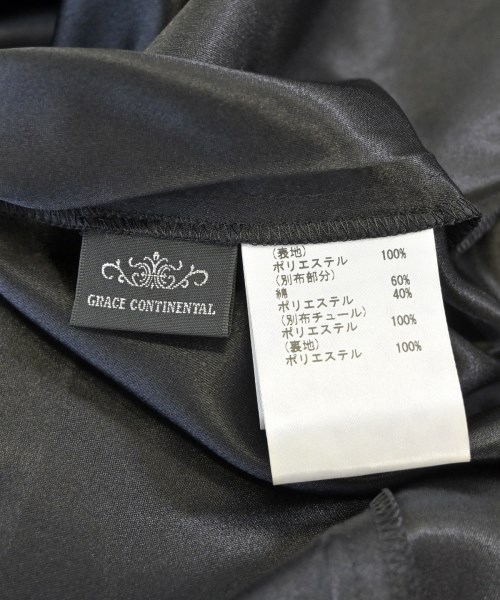 GRACE CONTINENTAL
(表地)
ポリエステル 100%
(別布部分)
綿 60%
ポリエステル 40%
(別布チュール)
ポリエステル 100%
(裏地)
ポリエステル 100%